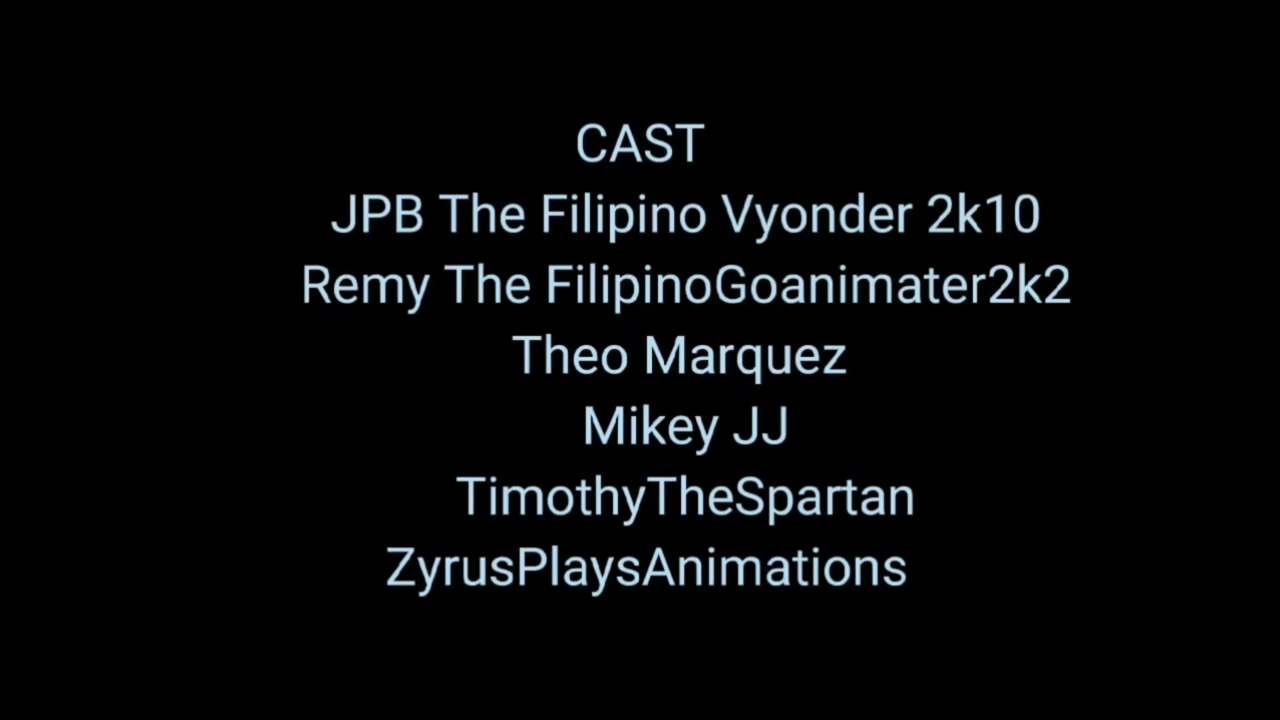 CAST
JPB The Filipino Vyonder 2k10
Remy The FilipinoGoanimater2k2
Theo Marquez
Mikey JJ
TimothyTheSpartan
ZyrusPlaysAnimations